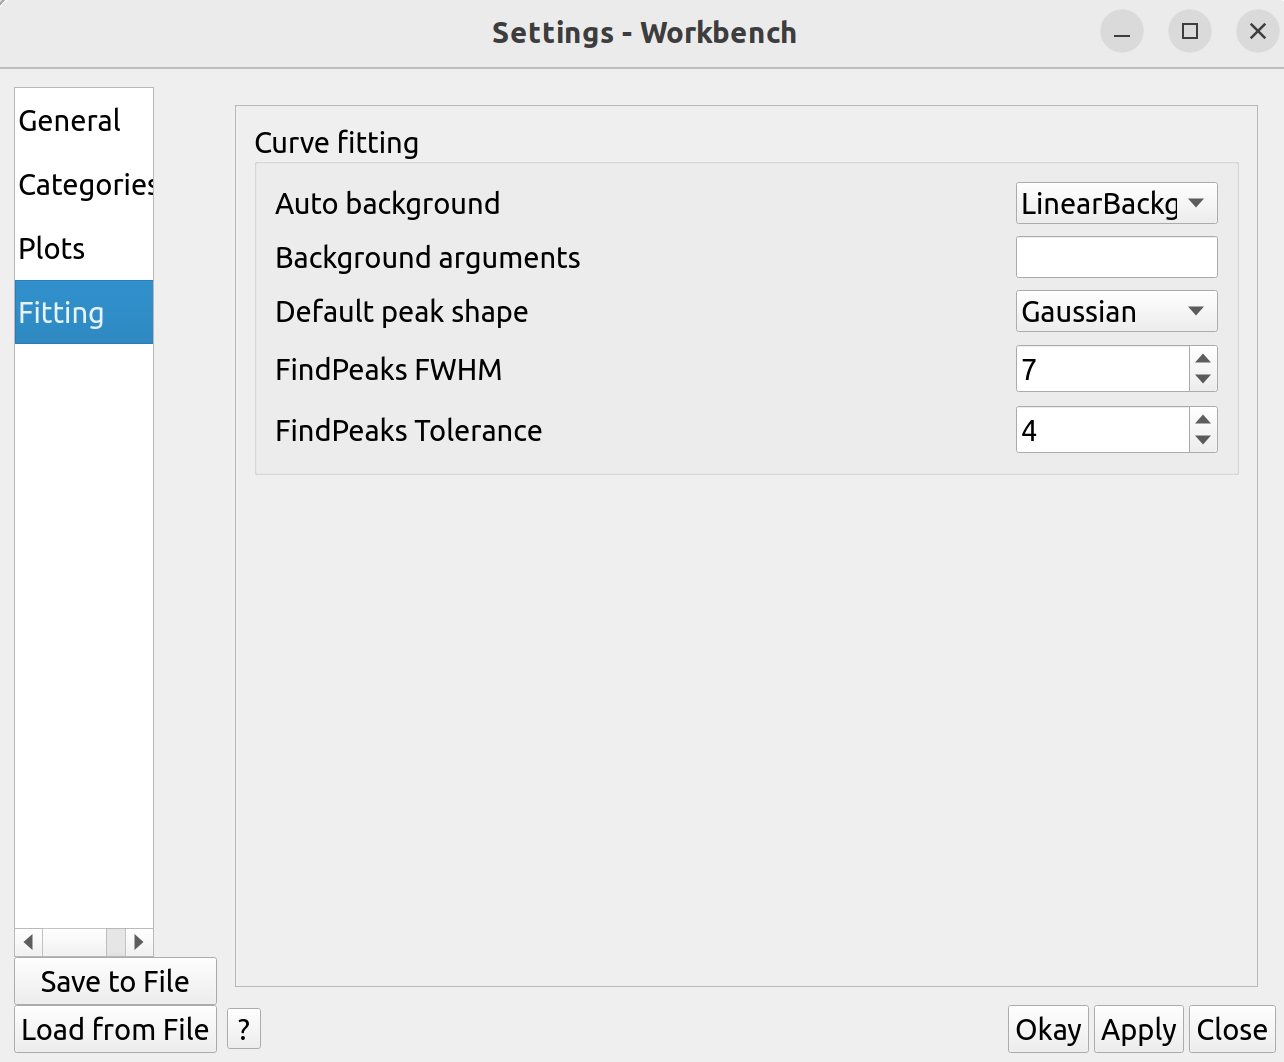 Settings - Workbench
General
Categories
Plots
Fitting
Curve fitting
Auto background LinearBackg
Background arguments
Default peak shape Gaussian
FindPeaks FWHM 7
FindPeaks Tolerance 4
Save to File
Load from File ? Okay Apply Close